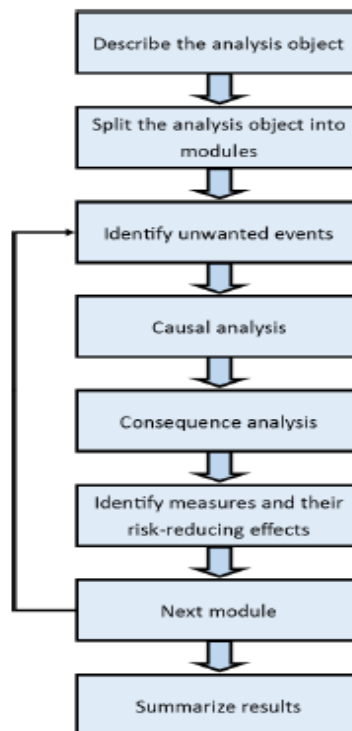 Describe the analysis object
Split the analysis object into
modules
Identify unwanted events
Causal analysis
Consequence analysis
Identify measures and their
risk-reducing effects
Next module
Summarize results